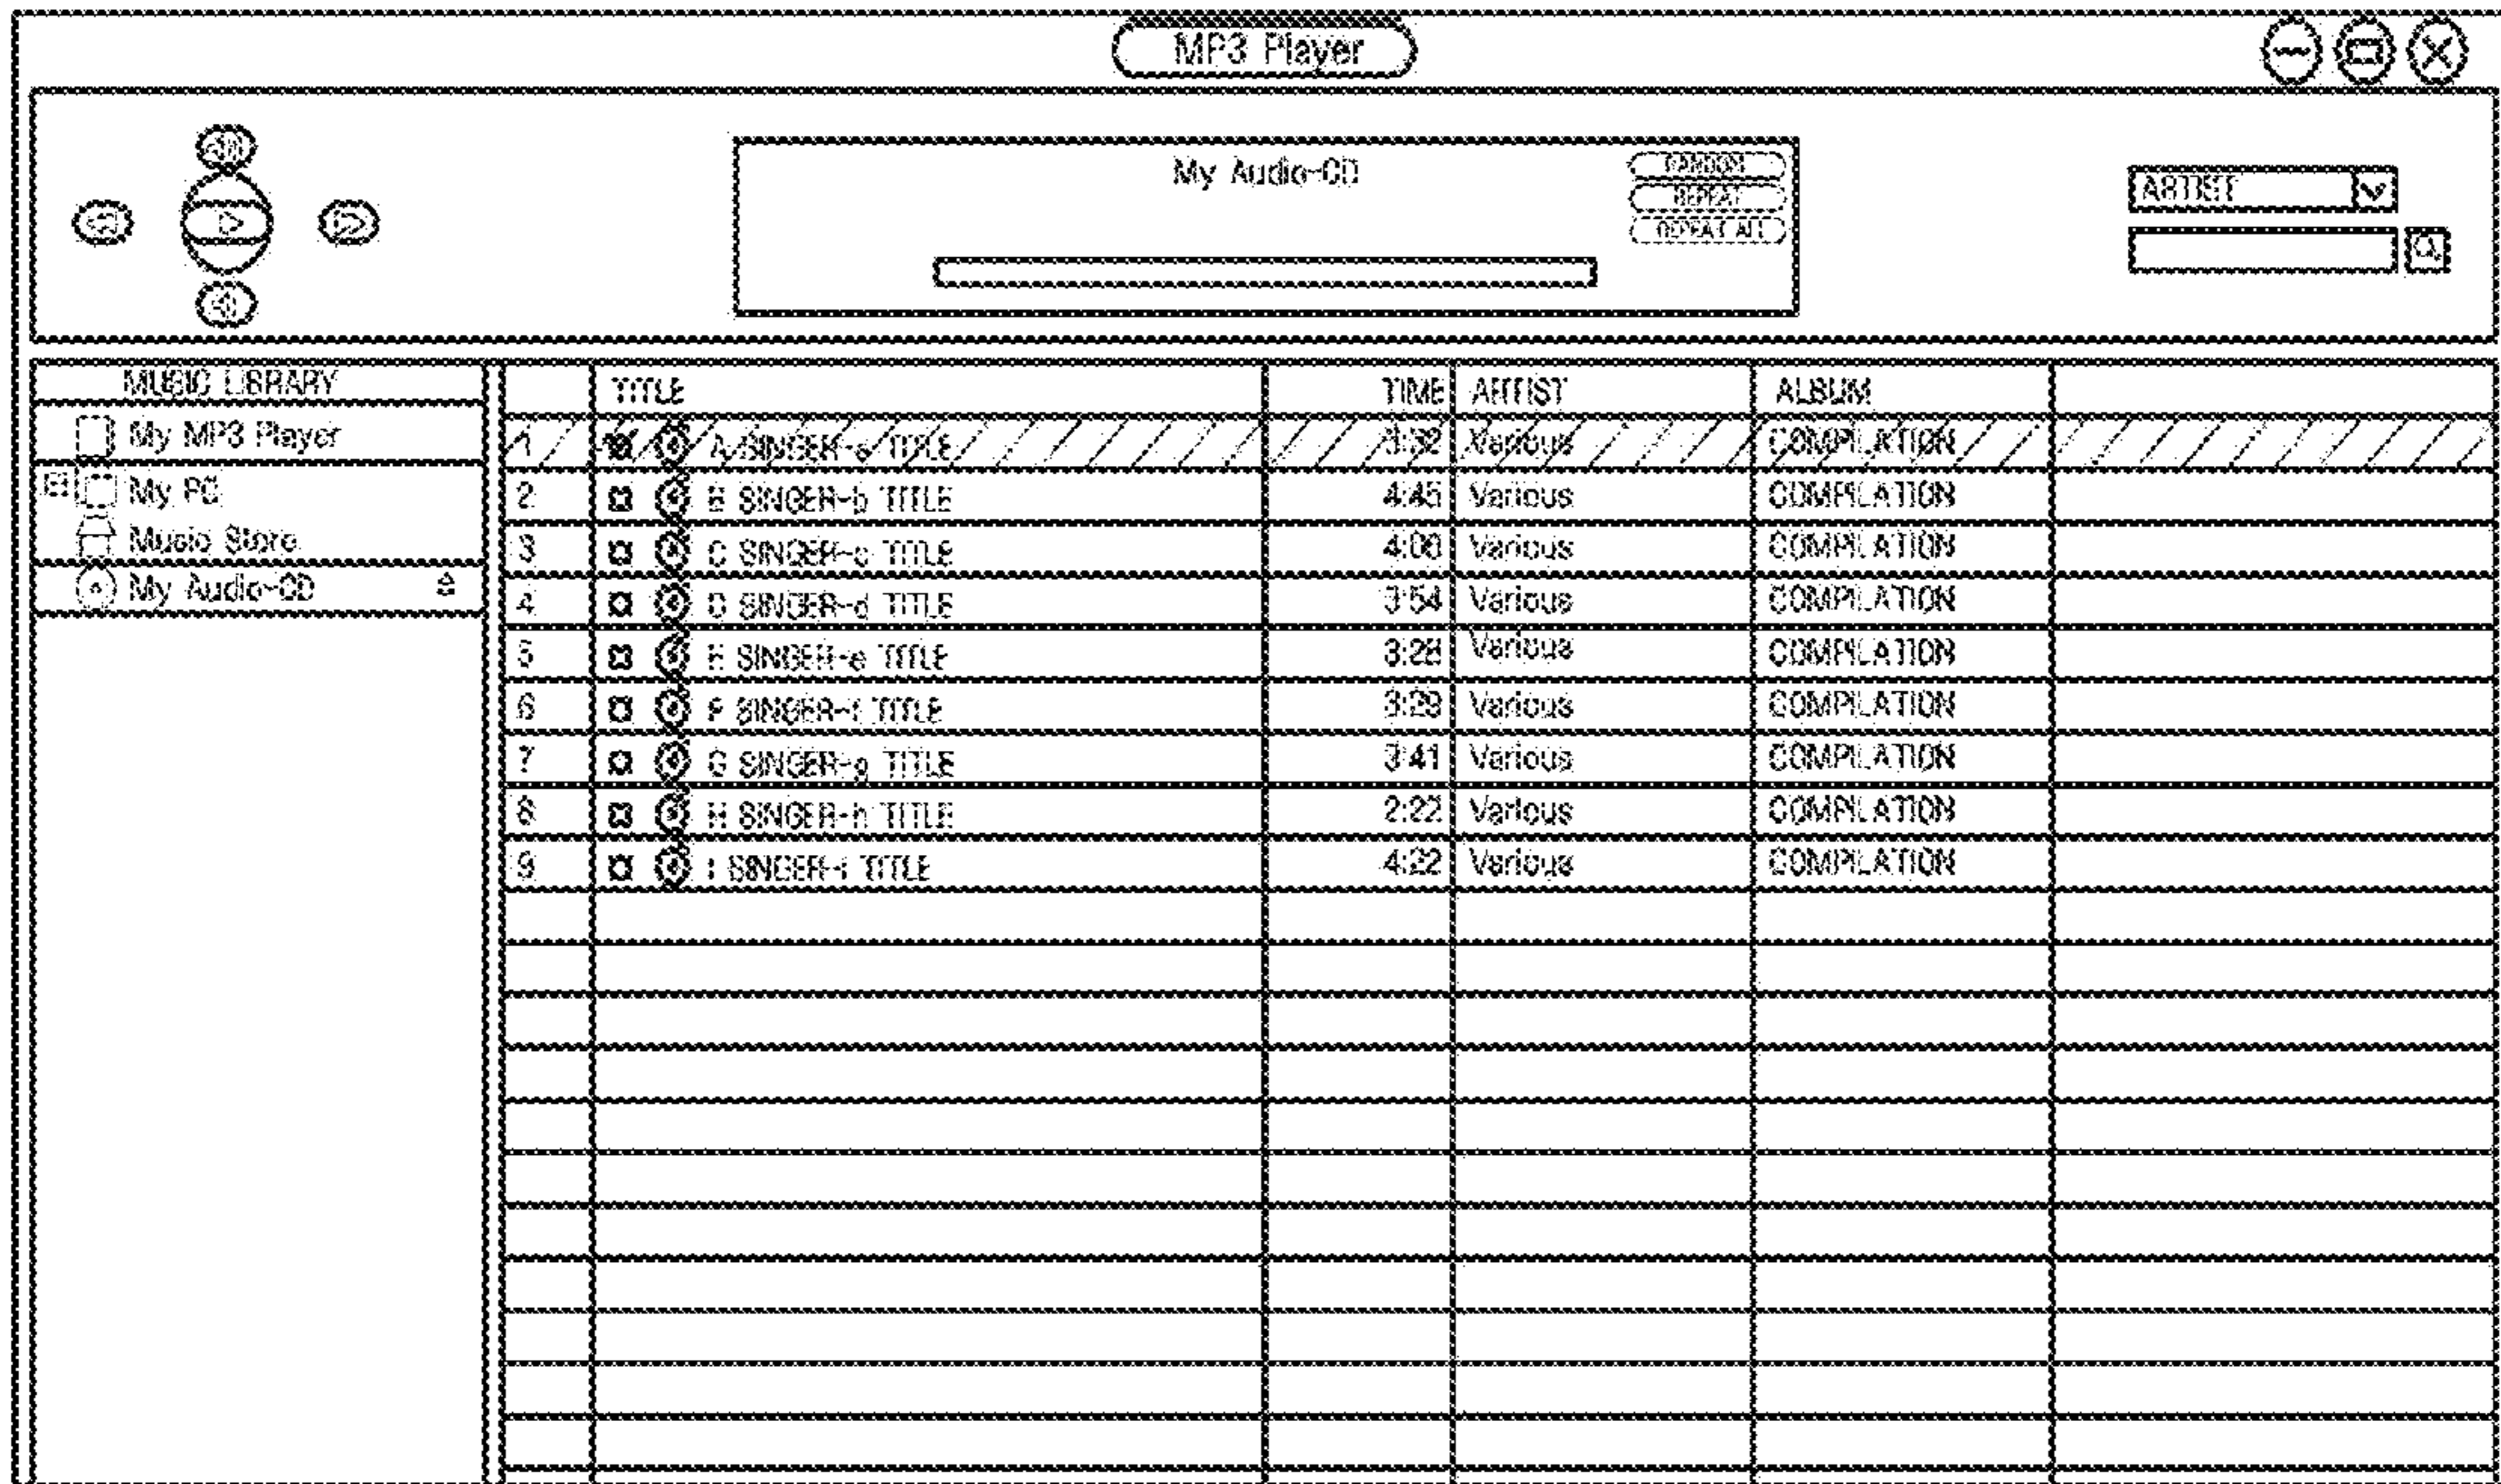 MP3 Player
My Audio-CD
RANDOM
REPEAT
REPEAT ALL
ARTIST
MUSIC LIBRARY
My MP3 Player
My PC
Music Store
My Audio-CD
TITLE TIME ARTIST ALBUM
1 A SINGER-a TITLE 3:32 Various COMPILATION
2 B SINGER-b TITLE 4:45 Various COMPILATION
3 C SINGER-c TITLE 4:00 Various COMPILATION
4 D SINGER-d TITLE 3:54 Various COMPILATION
5 E SINGER-e TITLE 3:28 Various COMPILATION
6 F SINGER-f TITLE 3:29 Various COMPILATION
7 G SINGER-g TITLE 3:41 Various COMPILATION
8 H SINGER-h TITLE 2:22 Various COMPILATION
9 I SINGER-i TITLE 4:22 Various COMPILATION